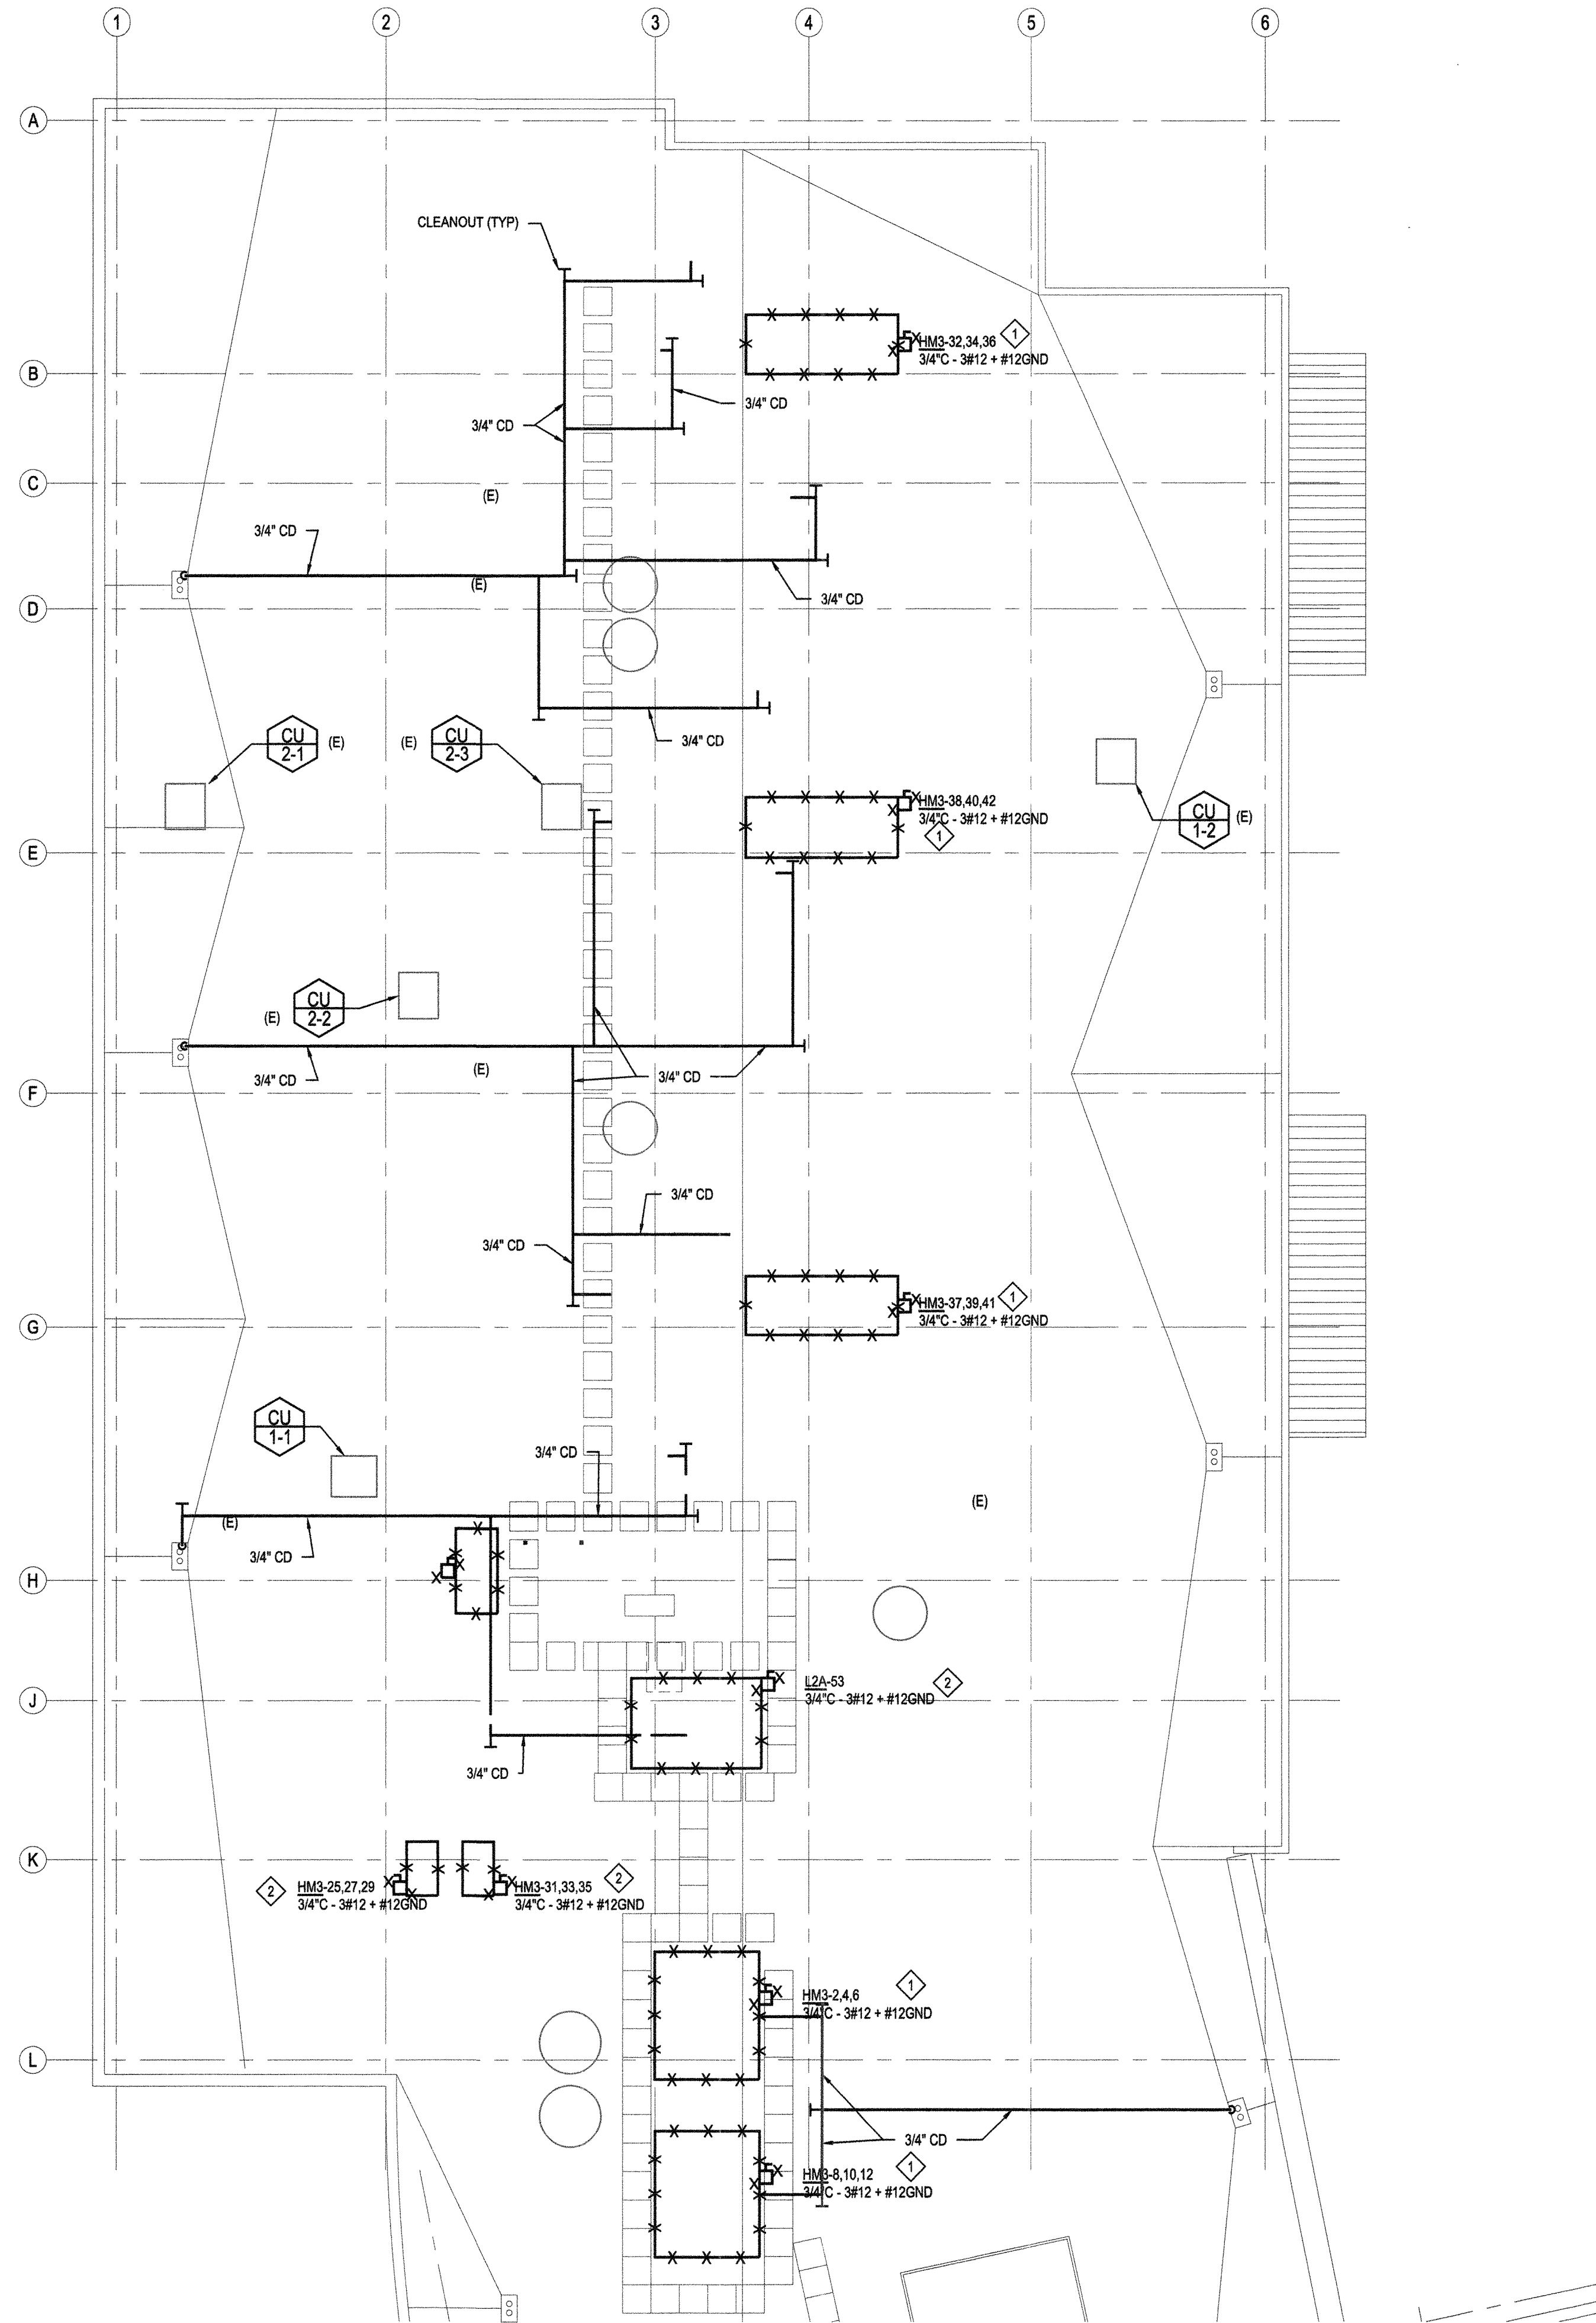 1
2
3
4
5
6
A
CLEANOUT (TYP)
1
HM3-32,34,36
3/4"C - 3#12 + #12GND
B
3/4" CD
3/4" CD
C
(E)
3/4" CD
(E)
3/4" CD
D
CU
2-1
(E)
(E)
CU
2-3
3/4" CD
HM3-38,40,42
3/4"C - 3#12 + #12GND
1
CU
1-2
(E)
E
CU
2-2
(E)
3/4" CD
(E)
3/4" CD
F
3/4" CD
3/4" CD
HM3-37,39,41
1
3/4"C - 3#12 + #12GND
G
CU
1-1
3/4" CD
(E)
(E)
3/4" CD
H
L2A-53
2
3/4"C - 3#12 + #12GND
J
3/4" CD
K
2
HM3-25,27,29
3/4"C - 3#12 + #12GND
HM3-31,33,35
2
3/4"C - 3#12 + #12GND
1
HM3-2,4,6
3/4"C - 3#12 + #12GND
L
3/4" CD
1
HM3-8,10,12
3/4"C - 3#12 + #12GND